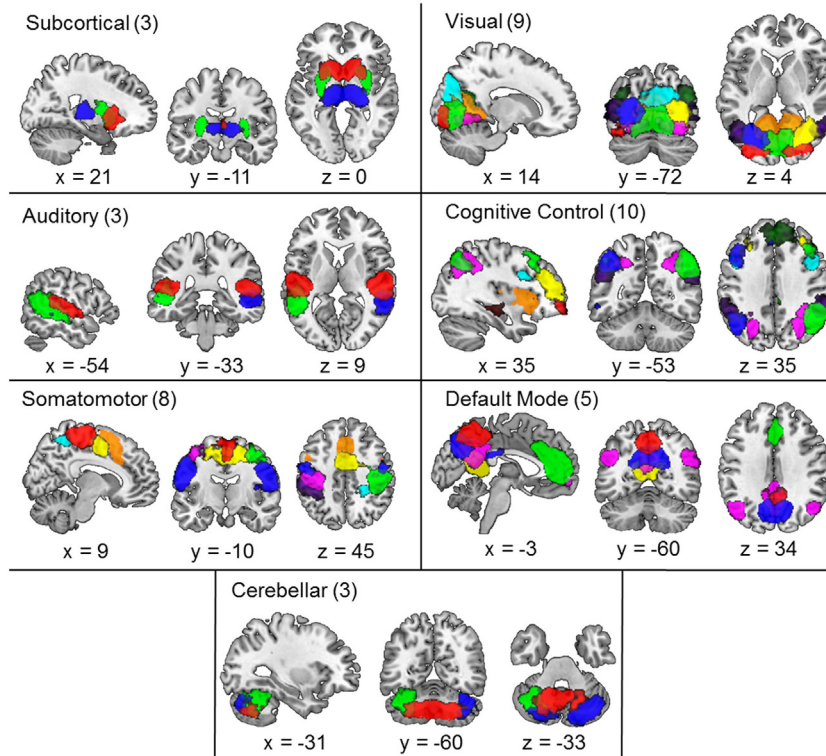 Subcortical (3)
x = 21 y = -11 z = 0
Visual (9)
x = 14 y = -72 z = 4
Auditory (3)
x = -54 y = -33 z = 9
Cognitive Control (10)
x = 35 y = -53 z = 35
Somatomotor (8)
x = 9 y = -10 z = 45
Default Mode (5)
x = -3 y = -60 z = 34
Cerebellar (3)
x = -31 y = -60 z = -33